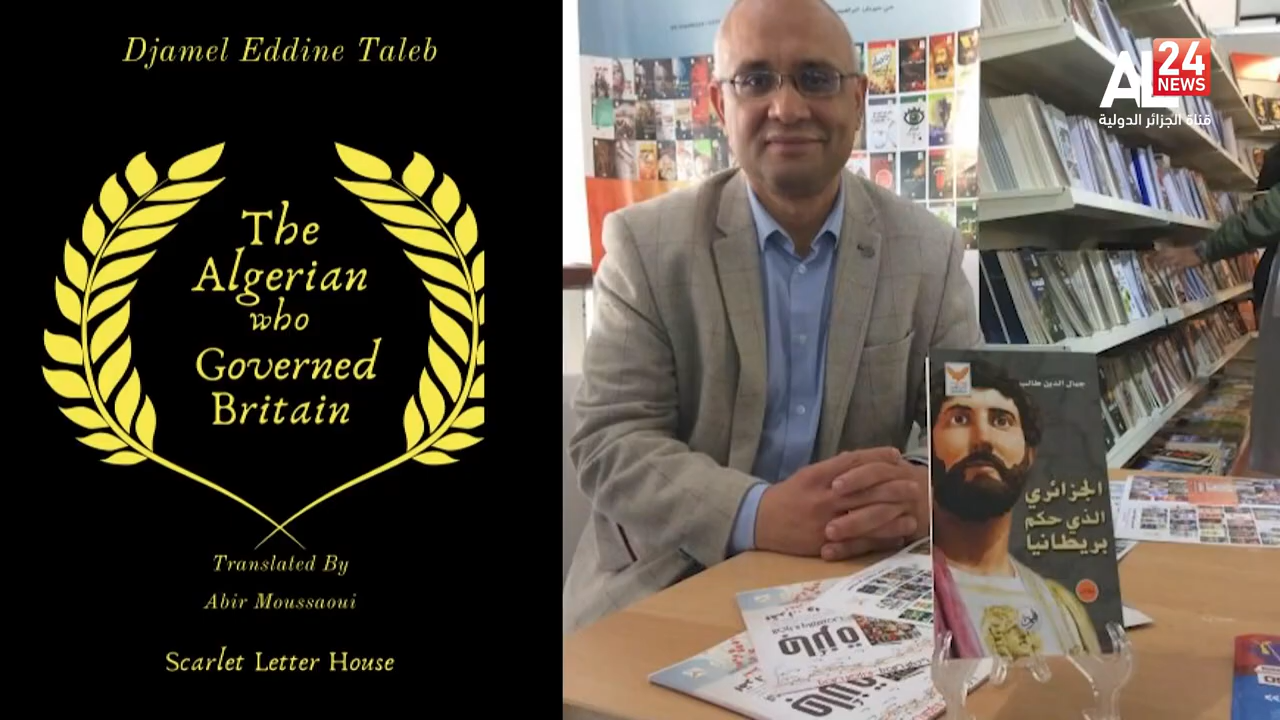 Djamel Eddine Taleb
The
Algerian
who
Governed
Britain
Translated By
Abir Moussaoui
Scarlet Letter House
AL
24
NEWS
قناة الجزائر الدولية
جمال الدين طالب
الجزائري
الذي حكم
بريطانيا